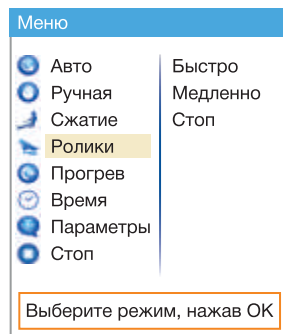 Меню
Авто
Ручная
Сжатие
Ролики
Прогрев
Время
Параметры
Стоп
Быстро
Медленно
Стоп
Выберите режим, нажав OK